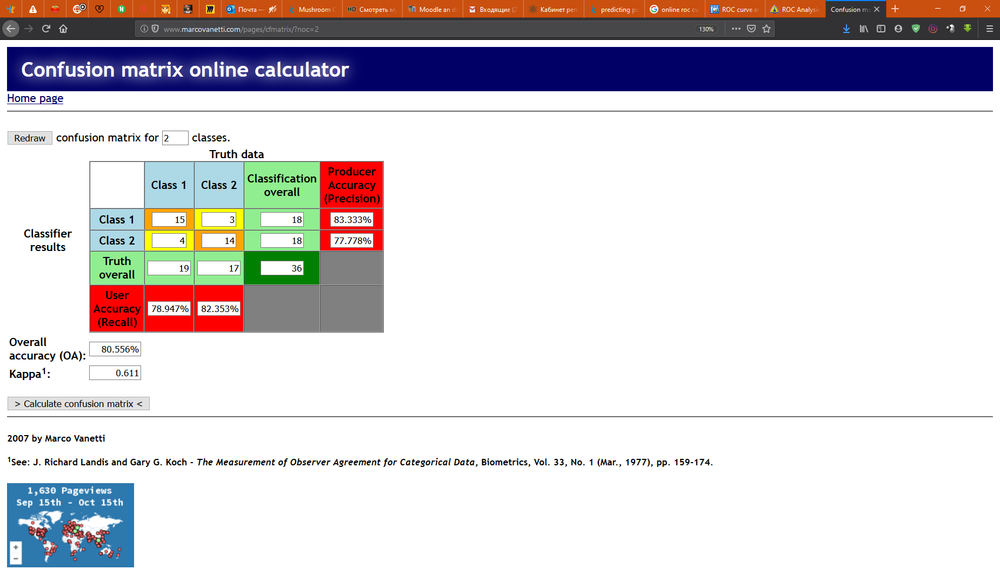 Почта —
Mushroom C
HD Смотреть м
Moodle an d
Входящие (2
Кабинет рен
predicting p
online roc cu
ROC curve a
ROC Analysis
Confusion ma
www.marcovanetti.com/pages/cfmatrix/?noc=2
130%
Confusion matrix online calculator
Home page
Redraw confusion matrix for 2 classes.
Truth data
Class 1 Class 2 Classification overall Producer Accuracy (Precision)
Classifier results
Class 1 15 3 18 83.333%
Class 2 4 14 18 77.778%
Truth overall 19 17 36
User Accuracy (Recall) 78.947% 82.353%
Overall accuracy (OA): 80.556%
Kappa1: 0.611
> Calculate confusion matrix <
2007 by Marco Vanetti
1See: J. Richard Landis and Gary G. Koch - The Measurement of Observer Agreement for Categorical Data, Biometrics, Vol. 33, No. 1 (Mar., 1977), pp. 159-174.
1,630 Pageviews
Sep 15th - Oct 15th
+
−